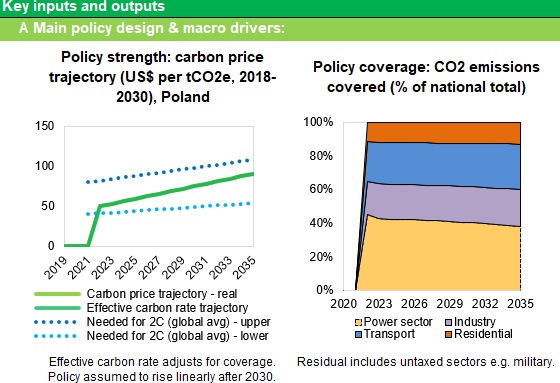 Key inputs and outputs
A Main policy design & macro drivers:
Policy strength: carbon price
trajectory (US$ per tCO2e, 2018-
2030), Poland
150
100
50
0
2019
2021
2023
2025
2027
2029
2031
2033
2035
Carbon price trajectory - real
Effective carbon rate trajectory
Needed for 2C (global avg) - upper
Needed for 2C (global avg) - lower
Effective carbon rate adjusts for coverage.
Policy assumed to rise linearly after 2030.
Policy coverage: CO2 emissions
covered (% of national total)
100%
80%
60%
40%
20%
0%
2020
2023
2026
2029
2032
2035
Power sector
Industry
Transport
Residential
Residual includes untaxed sectors e.g. military.